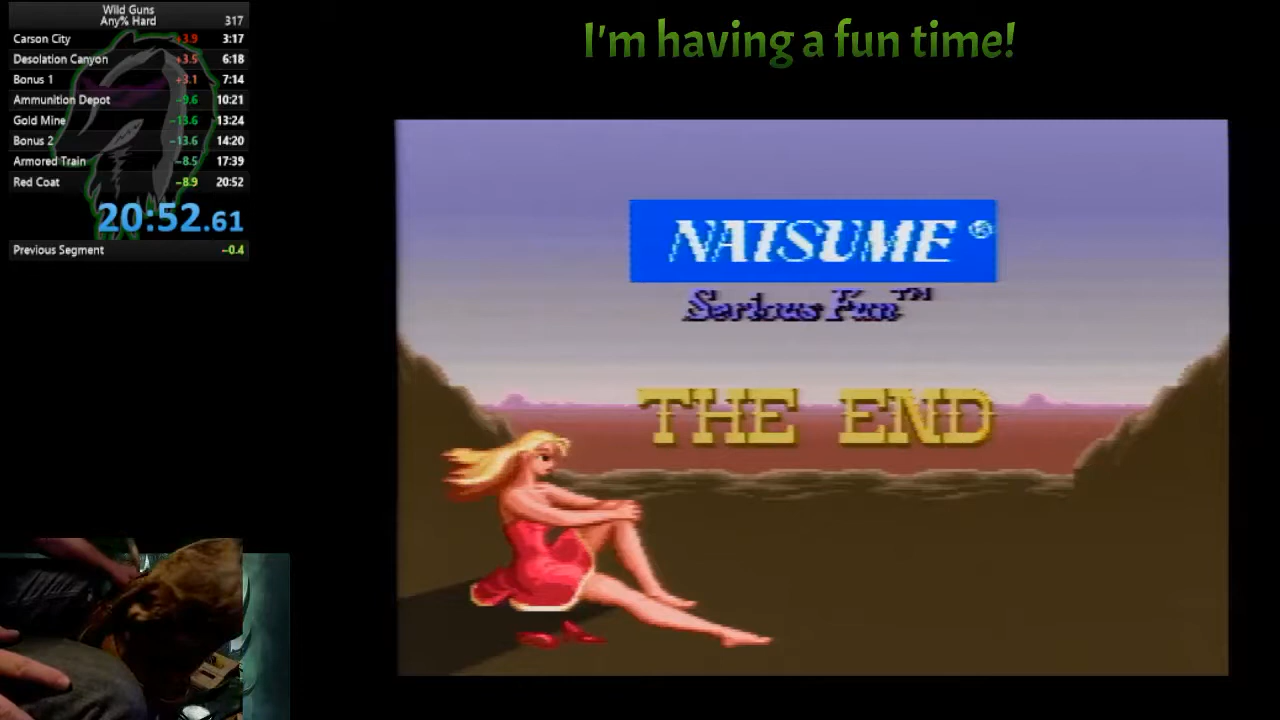 Wild Guns
Any% Hard 317
Carson City +3.9 3:17
Desolation Canyon +3.5 6:18
Bonus 1 +3.1 7:14
Ammunition Depot −9.6 10:21
Gold Mine −13.6 13:24
Bonus 2 −13.6 14:20
Armored Train −8.5 17:39
Red Coat −8.9 20:52
20:52.61
Previous Segment −0.4
I'm having a fun time!
NATSUME®
Serious Fun™
THE END